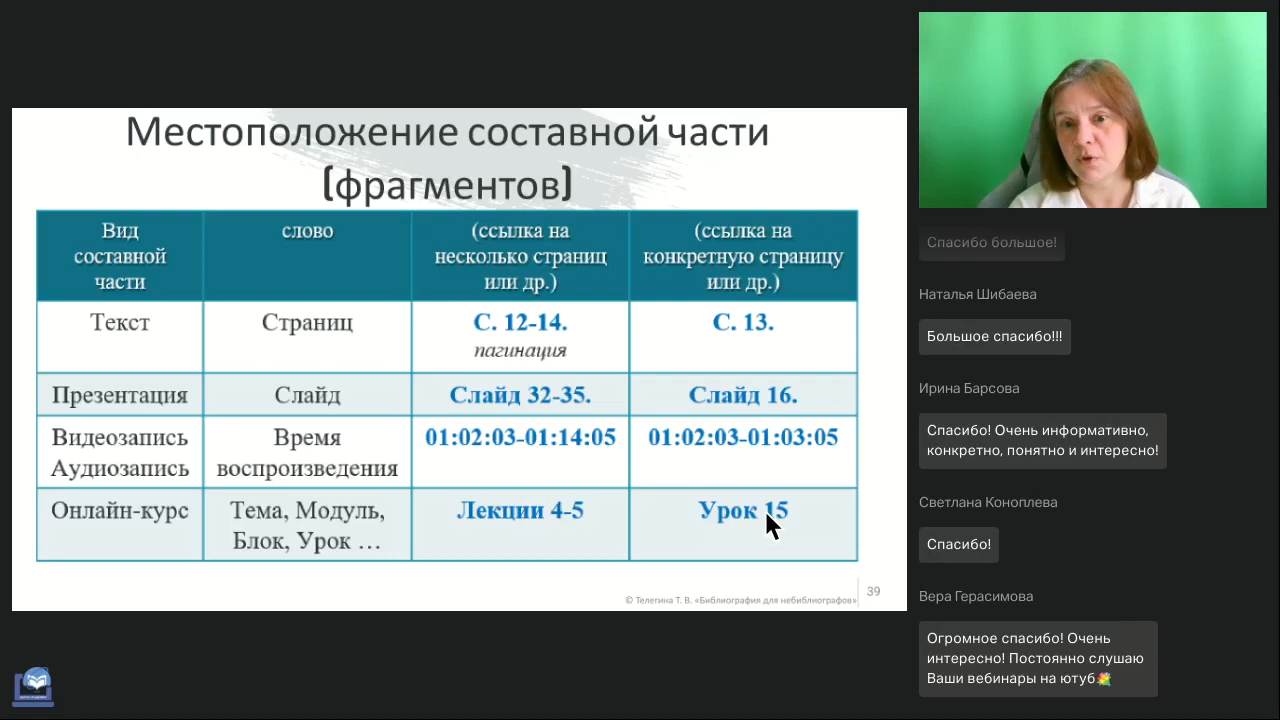 Местоположение составной части
(фрагментов)
Вид
составной
части
слово
(ссылка на
несколько страниц
или др.)
(ссылка на
конкретную страницу
или др.)
Текст
Страниц
С. 12-14.
пагинация
С. 13.
Презентация
Слайд
Слайд 32-35.
Слайд 16.
Видеозапись
Аудиозапись
Время
воспроизведения
01:02:03-01:14:05
01:02:03-01:03:05
Онлайн-курс
Тема, Модуль,
Блок, Урок …
Лекции 4-5
Урок 15
© Телегина Т. В. «Библиография для небиблиографов»
39
Спасибо большое!
Наталья Шибаева
Большое спасибо!!!
Ирина Барсова
Спасибо! Очень информативно,
конкретно, понятно и интересно!
Светлана Коноплева
Спасибо!
Вера Герасимова
Огромное спасибо! Очень
интересно! Постоянно слушаю
Ваши вебинары на ютуб💐